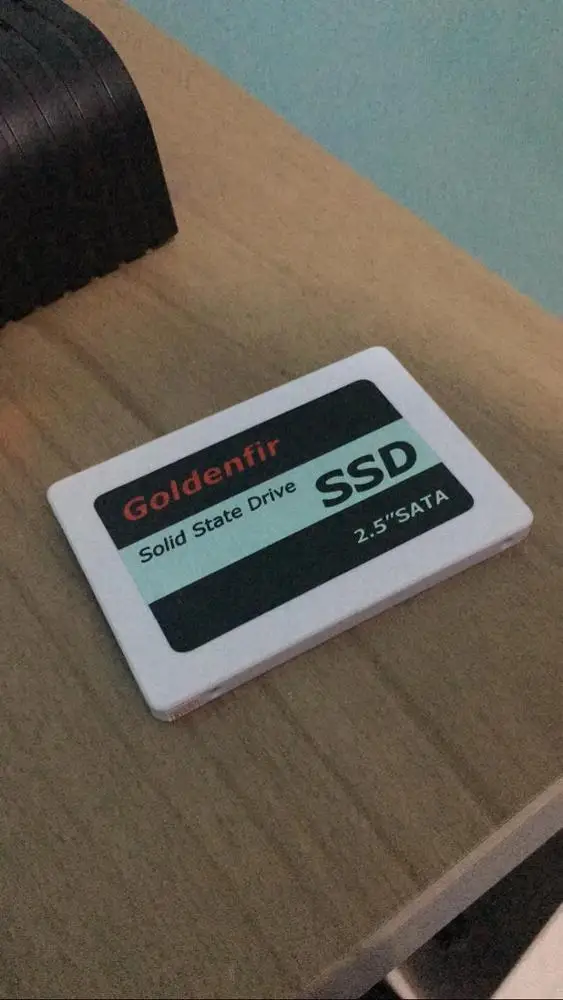 Goldenfir
Solid State Drive
SSD
2.5"SATA